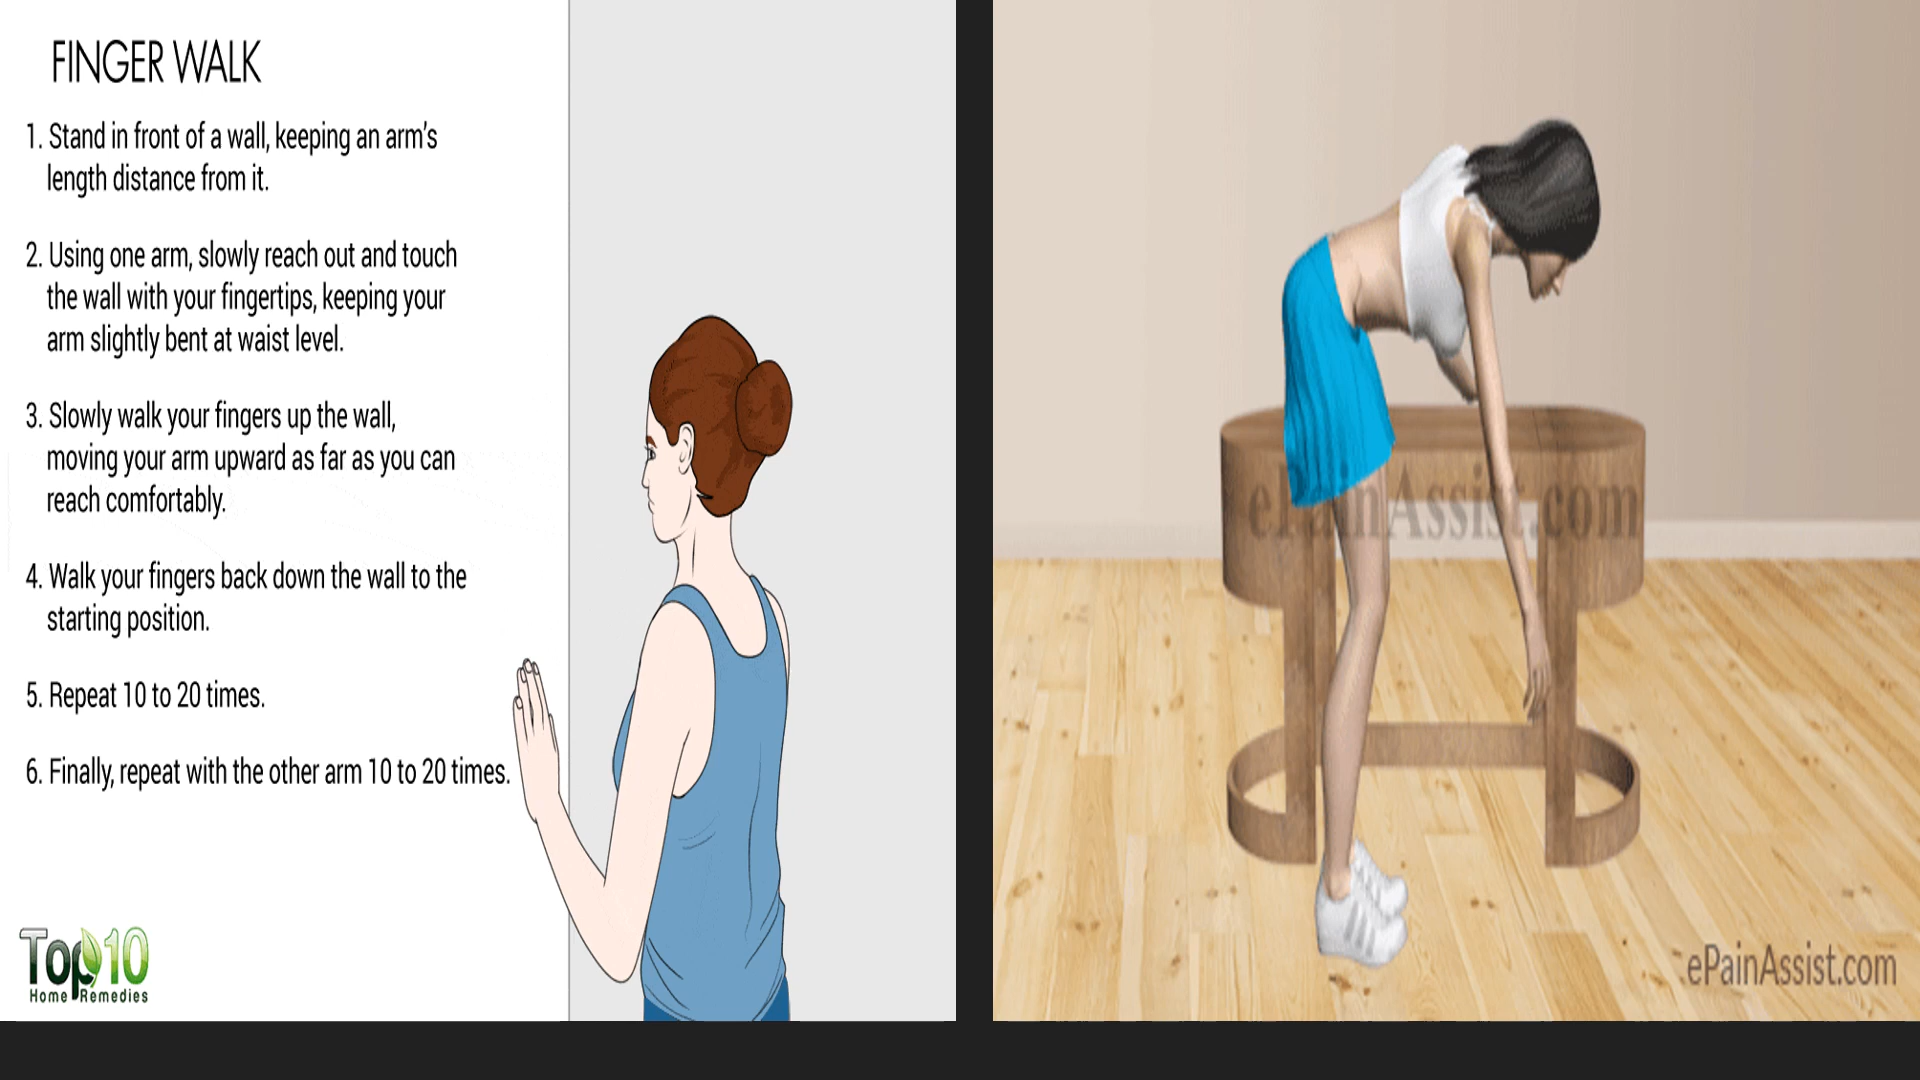 FINGER WALK
1. Stand in front of a wall, keeping an arm's
length distance from it.
2. Using one arm, slowly reach out and touch
the wall with your fingertips, keeping your
arm slightly bent at waist level.
3. Slowly walk your fingers up the wall,
moving your arm upward as far as you can
reach comfortably.
4. Walk your fingers back down the wall to the
starting position.
5. Repeat 10 to 20 times.
6. Finally, repeat with the other arm 10 to 20 times.
Top10
Home Remedies
ePainAssist.com
ePainAssist.com